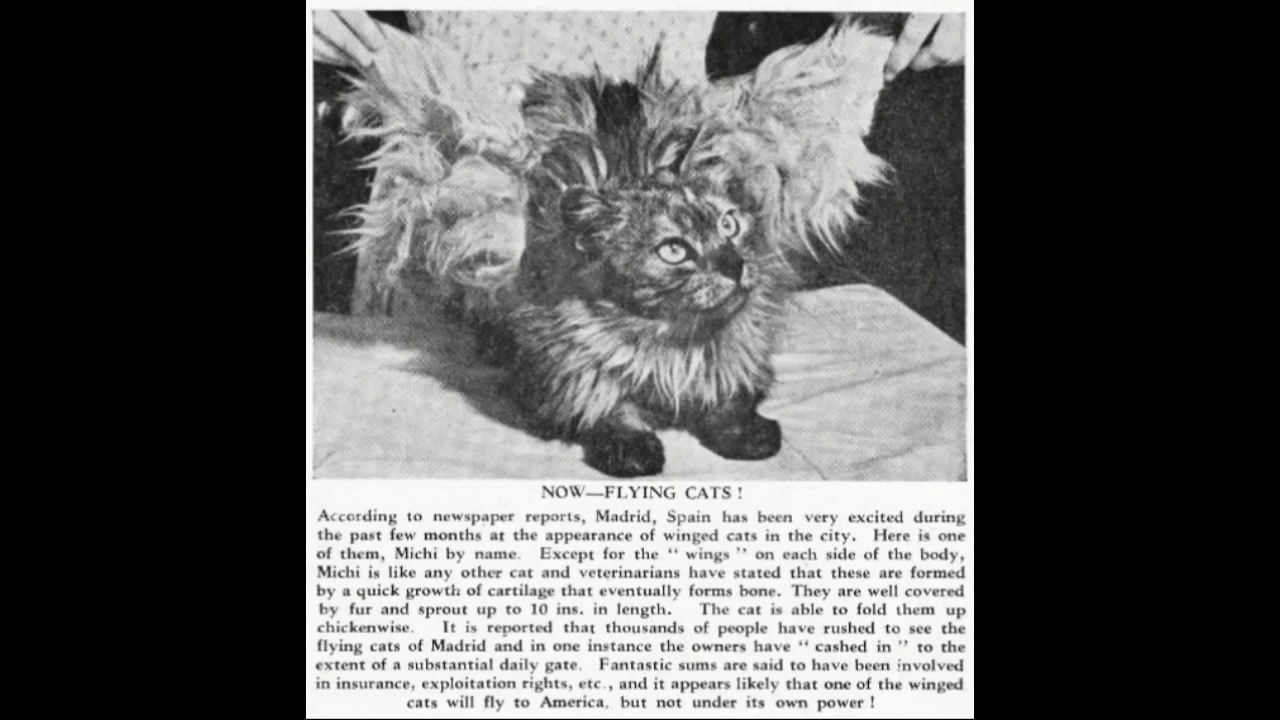 NOW—FLYING CATS !
According to newspaper reports, Madrid, Spain has been very excited during
the past few months at the appearance of winged cats in the city. Here is one
of them, Michi by name. Except for the “ wings ” on each side of the body,
Michi is like any other cat and veterinarians have stated that these are formed
by a quick growth of cartilage that eventually forms bone. They are well covered
by fur and sprout up to 10 ins. in length. The cat is able to fold them up
chickenwise. It is reported that thousands of people have rushed to see the
flying cats of Madrid and in one instance the owners have “ cashed in ” to the
extent of a substantial daily gate. Fantastic sums are said to have been involved
in insurance, exploitation rights, etc., and it appears likely that one of the winged
cats will fly to America, but not under its own power !